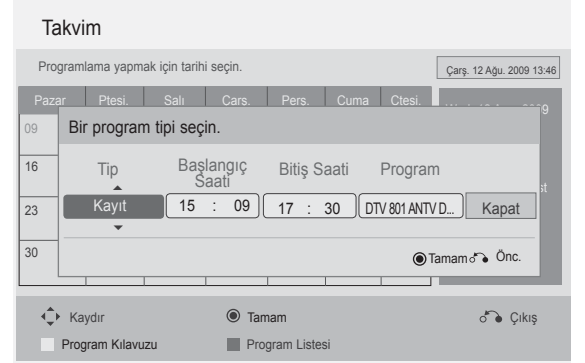 Takvim
Programlama yapmak için tarihi seçin.
Çarş. 12 Ağu. 2009 13:46
Pazar Ptesi. Salı Çars. Pers. Cuma Ctesi.
09
Bir program tipi seçin.
16
Tip Başlangıç Saati Bitiş Saati Program
23
Kayıt 15 : 09 17 : 30 DTV 801 ANTV D... Kapat
30
Tamam Önc.
Kaydır Tamam Çıkış
Program Kılavuzu Program Listesi